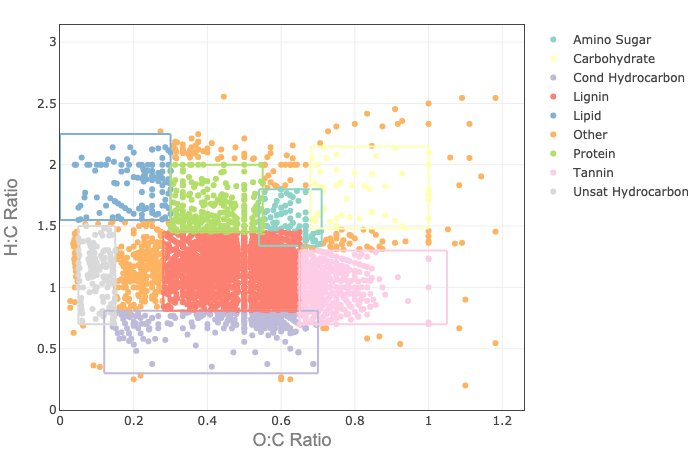 3
2.5
2
1.5
1
0.5
0
H:C Ratio
0 0.2 0.4 0.6 0.8 1 1.2
O:C Ratio
Amino Sugar
Carbohydrate
Cond Hydrocarbon
Lignin
Lipid
Other
Protein
Tannin
Unsat Hydrocarbon